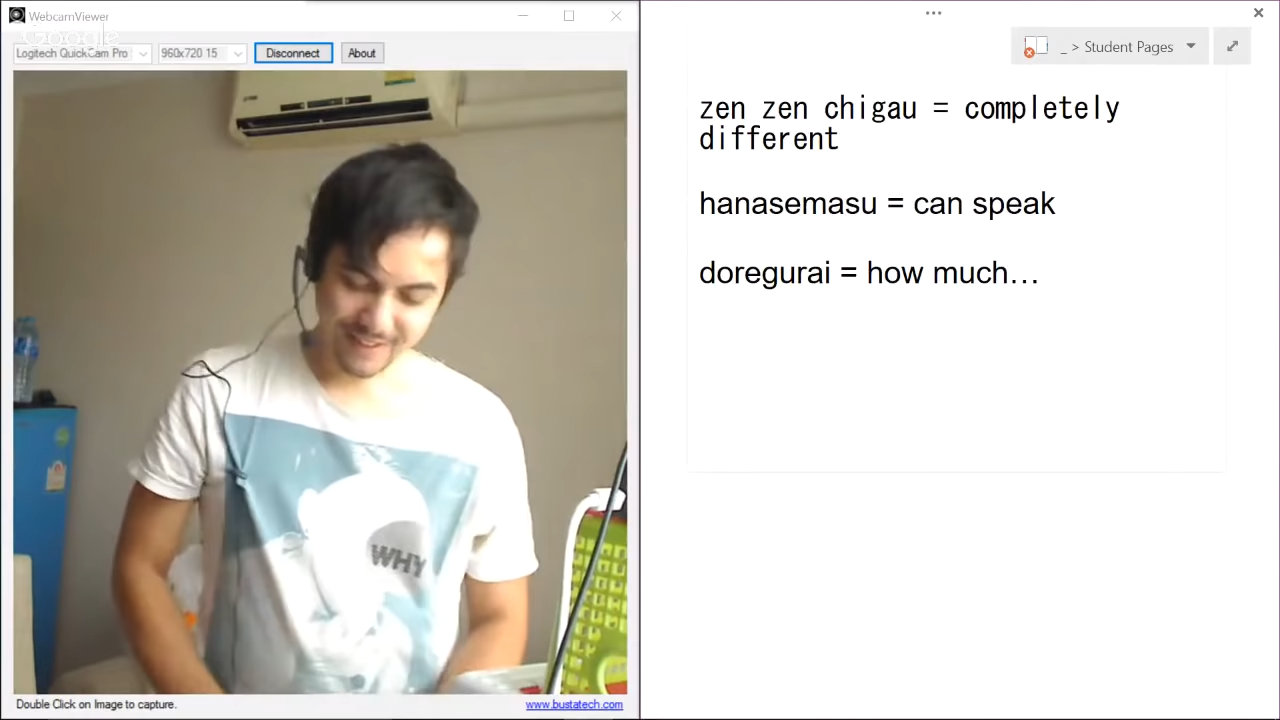 WebcamViewer
Google
Logitech QuickCam Pro
960x720 15
Disconnect
About
WHY
Double Click on Image to capture.
www.bustatech.com
_ > Student Pages
zen zen chigau = completely
different
hanasemasu = can speak
doregurai = how much…